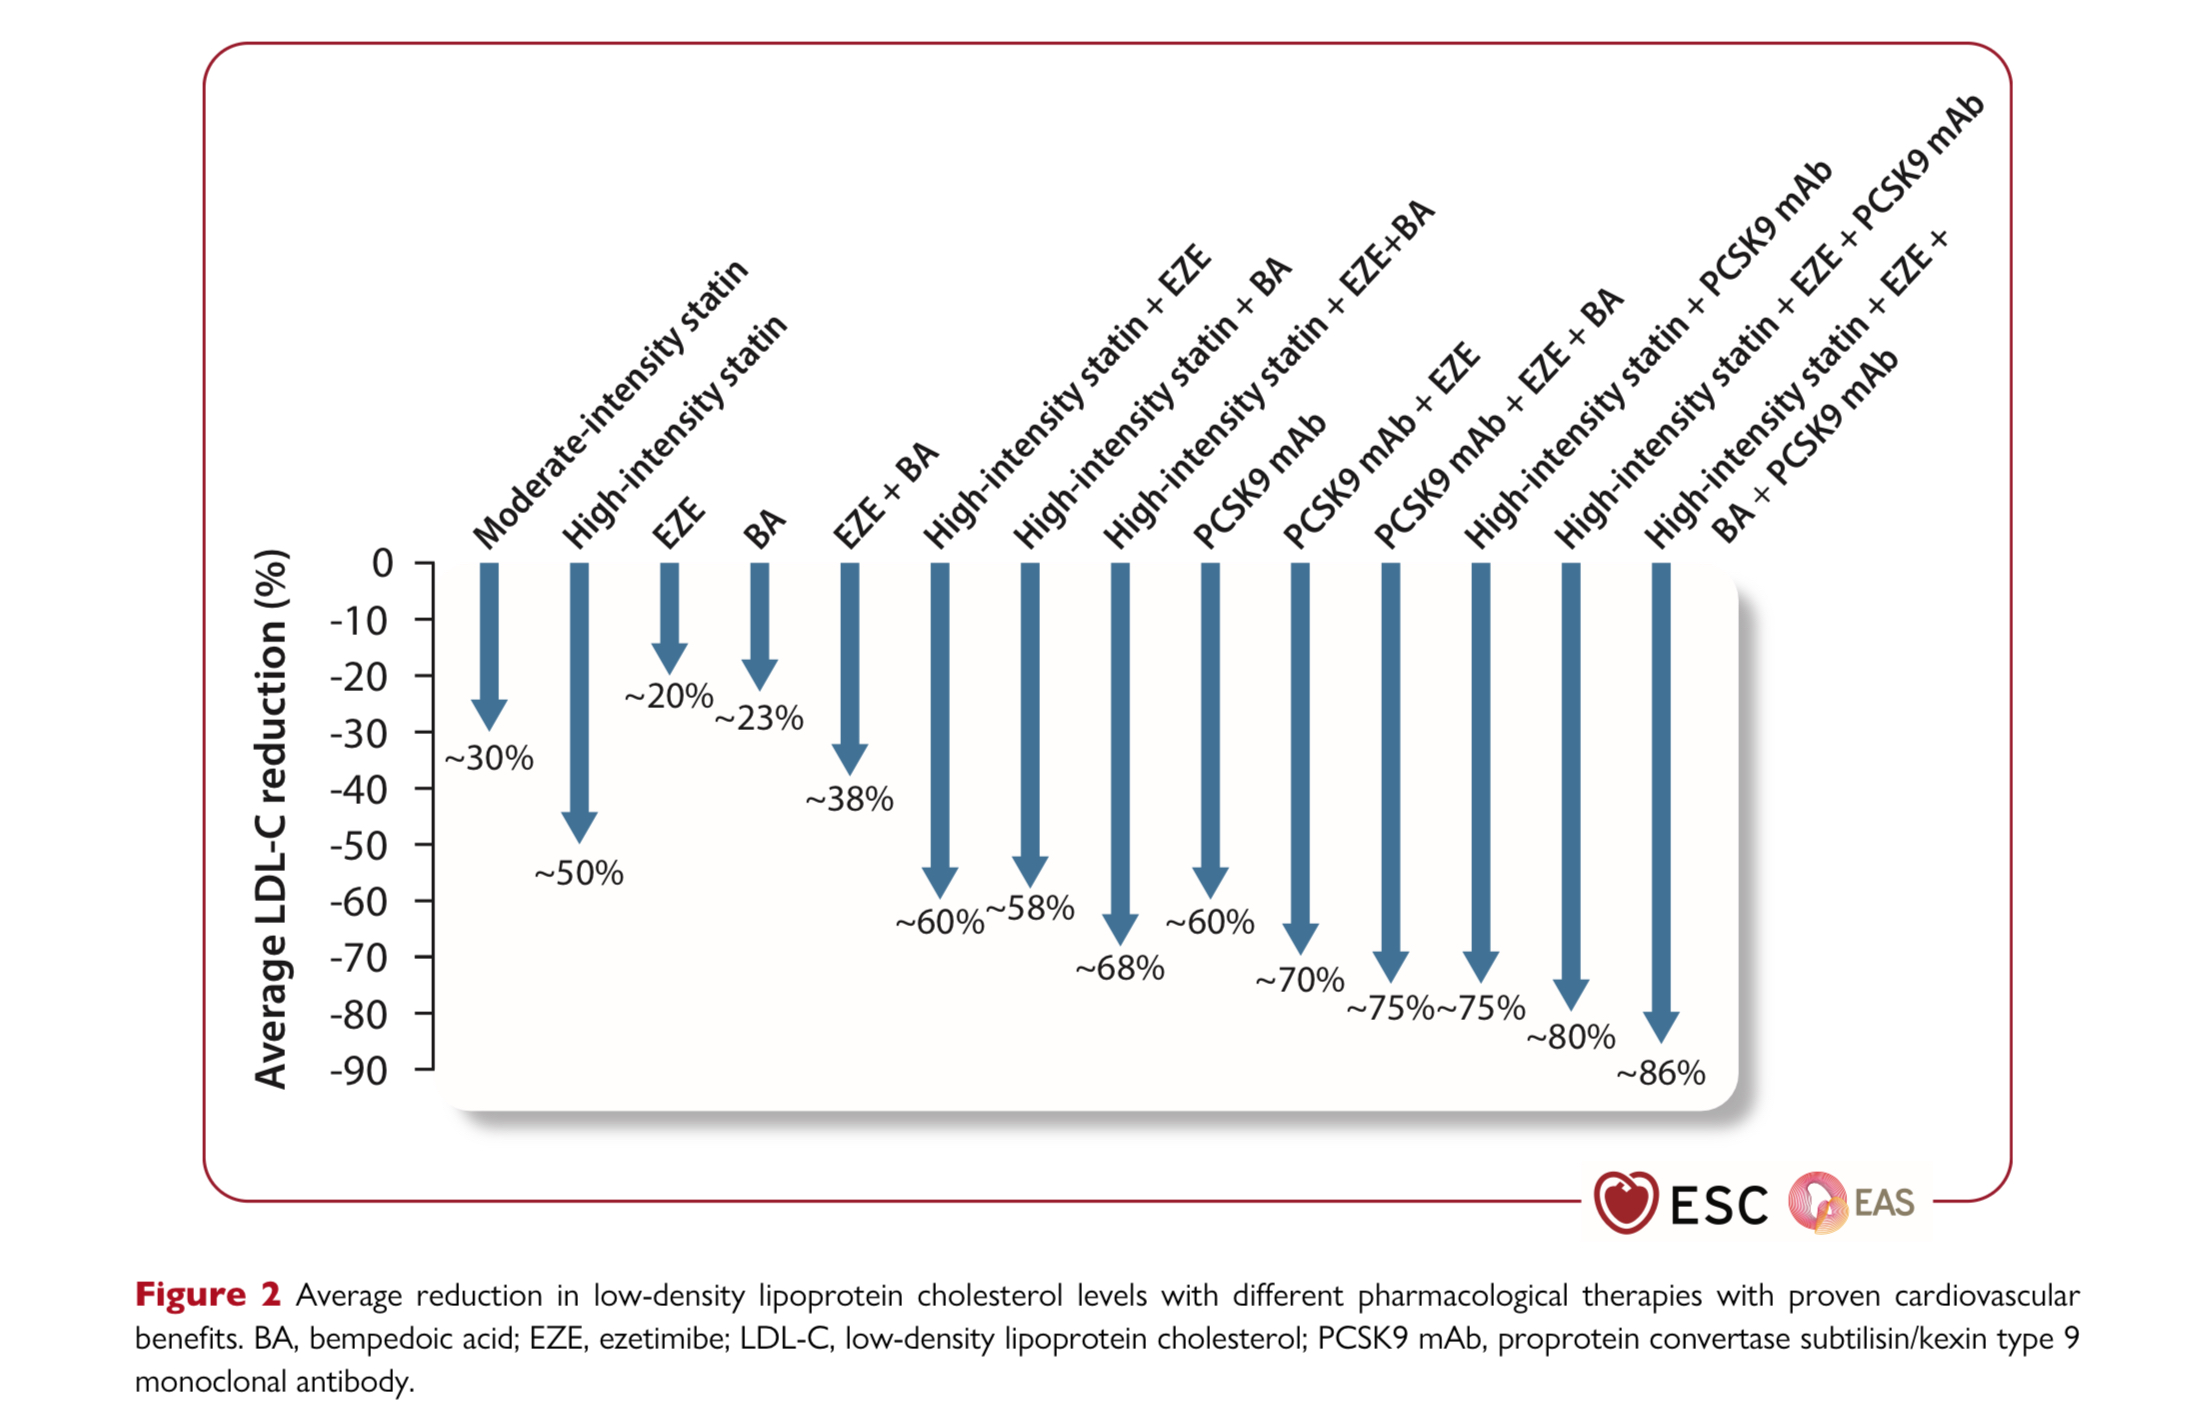 Moderate-intensity statin
High-intensity statin
EZE
BA
EZE + BA
High-intensity statin + EZE
High-intensity statin + BA
High-intensity statin + EZE+BA
PCSK9 mAb
PCSK9 mAb + EZE
PCSK9 mAb + EZE + BA
High-intensity statin + PCSK9 mAb
High-intensity statin + EZE + PCSK9 mAb
High-intensity statin + EZE +
BA + PCSK9 mAb
Average LDL-C reduction (%)
0
-10
-20
-30
-40
-50
-60
-70
-80
-90
~30%
~50%
~20%
~23%
~38%
~60%
~58%
~68%
~60%
~70%
~75%
~75%
~80%
~86%
ESC
EAS
Figure 2 Average reduction in low-density lipoprotein cholesterol levels with different pharmacological therapies with proven cardiovascular
benefits. BA, bempedoic acid; EZE, ezetimibe; LDL-C, low-density lipoprotein cholesterol; PCSK9 mAb, proprotein convertase subtilisin/kexin type 9
monoclonal antibody.